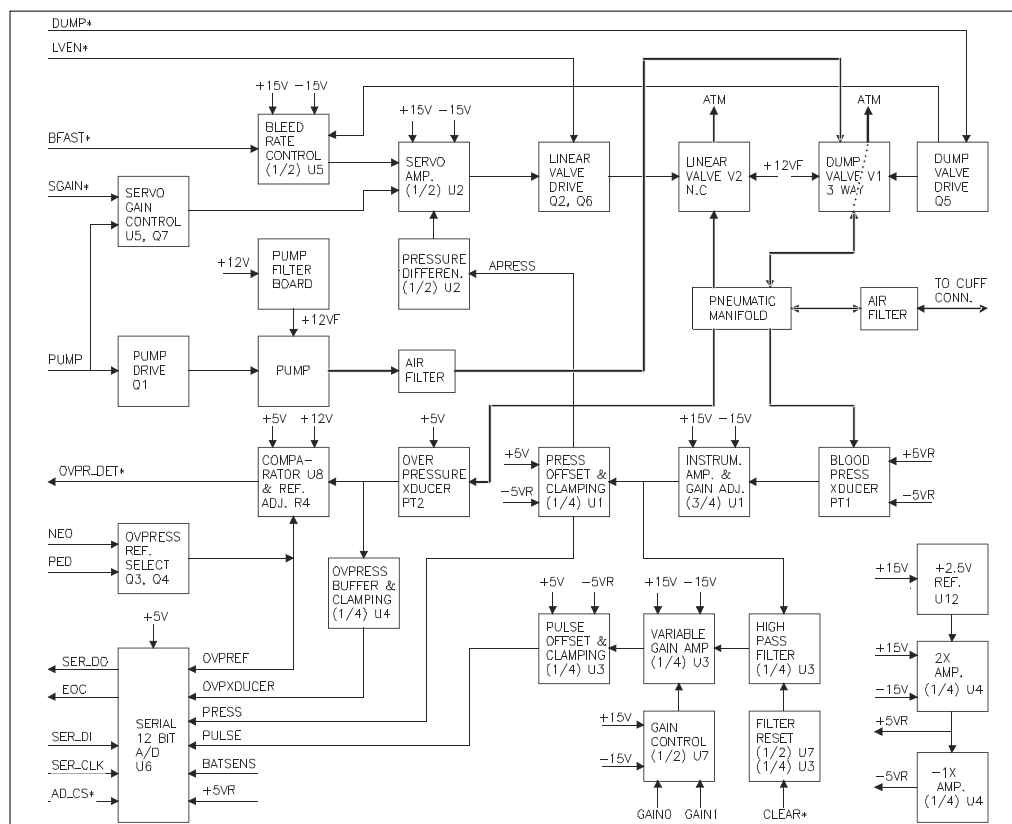 DUMP*
LVEN*
+15V -15V
BFAST*
BLEED
RATE
CONTROL
(1/2) U5
+15V -15V
SERVO
AMP.
(1/2) U2
LINEAR
VALVE
DRIVE
Q2, Q6
ATM
LINEAR
VALVE V2
N.C
+12VF
ATM
DUMP
VALVE V1
3 WAY
DUMP
VALVE
DRIVE
Q5
SGAIN*
SERVO
GAIN
CONTROL
U5, Q7
+12V
PUMP
FILTER
BOARD
+12VF
PRESSURE
DIFFEREN.
(1/2) U2
APRESS
PNEUMATIC
MANIFOLD
AIR
FILTER
TO CUFF
CONN.
PUMP
PUMP
DRIVE
Q1
PUMP
AIR
FILTER
+5V +12V
OVPR_DET*
COMPA-
RATOR U8
& REF.
ADJ. R4
+5V
OVER
PRESSURE
XDUCER
PT2
+5V
-5VR
PRESS
OFFSET &
CLAMPING
(1/4) U1
+15V -15V
INSTRUM.
AMP. &
GAIN ADJ.
(3/4) U1
BLOOD
PRESS
XDUCER
PT1
+5VR
-5VR
NEO
PED
OVPRESS
REF.
SELECT
Q3, Q4
OVPRESS
BUFFER &
CLAMPING
(1/4) U4
+5V -5VR
PULSE
OFFSET &
CLAMPING
(1/4) U3
+15V -15V
VARIABLE
GAIN AMP
(1/4) U3
HIGH
PASS
FILTER
(1/4) U3
+15V
+2.5V
REF.
U12
+5V
SER_DO
EOC
SER_DI
SER_CLK
AD_CS*
SERIAL
12 BIT
A/D
U6
OVPREF
OVPXDUCER
PRESS
PULSE
BATSENS
+5VR
+15V
-15V
GAIN
CONTROL
(1/2) U7
GAIN0 GAIN1
FILTER
RESET
(1/2) U7
(1/4) U3
CLEAR*
+15V
-15V
2X
AMP.
(1/4) U4
+5VR
-5VR
-1X
AMP.
(1/4) U4